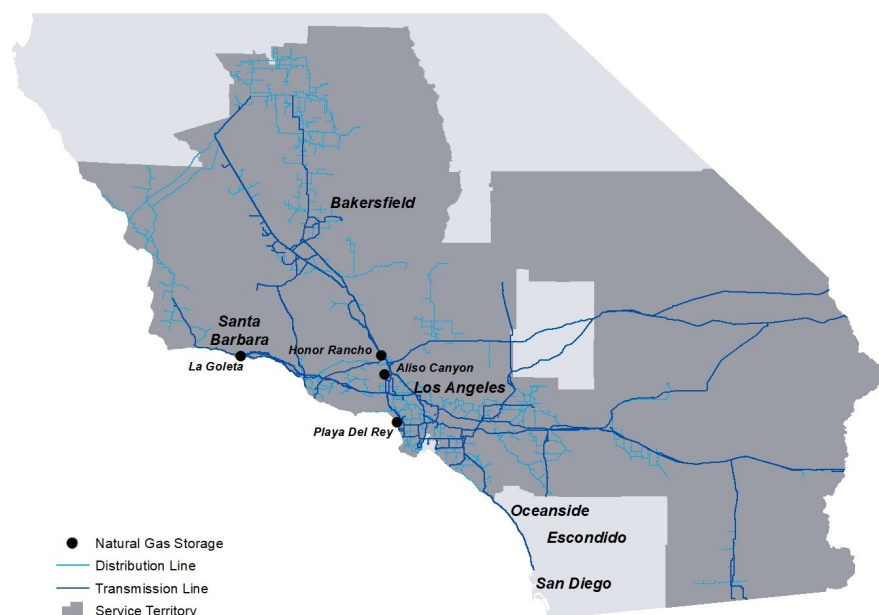 Bakersfield
Santa
Barbara
Honor Rancho
La Goleta
Aliso Canyon
Los Angeles
Playa Del Rey
Oceanside
Escondido
San Diego
Natural Gas Storage
Distribution Line
Transmission Line
Service Territory